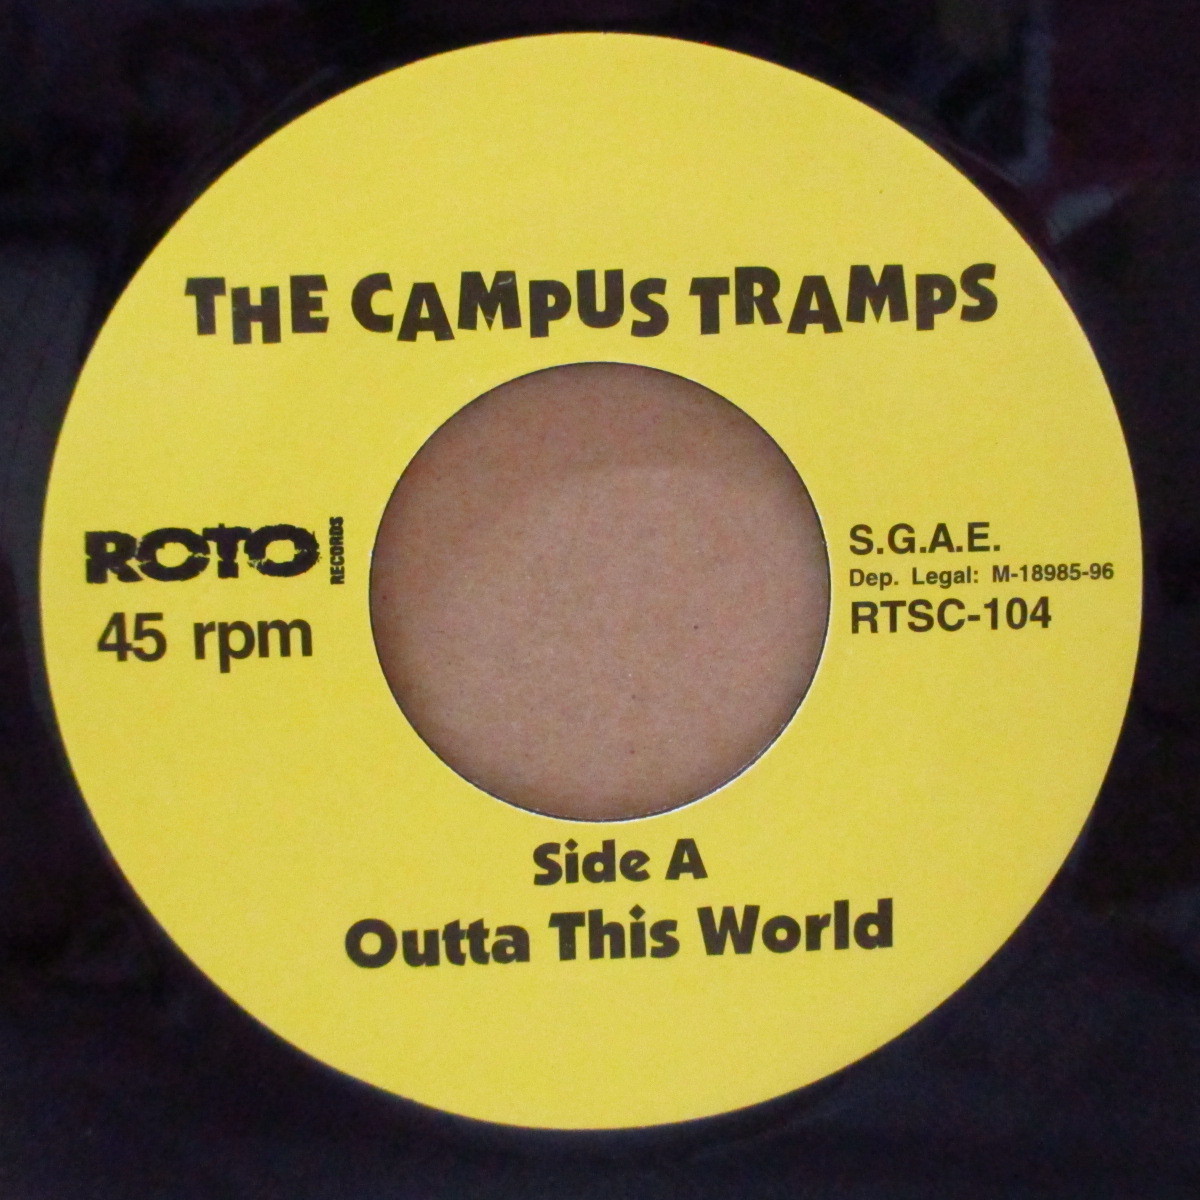 THE CAMPUS TRAMPS
ROTO RECORDS
45 rpm
S.G.A.E.
Dep. Legal: M-18985-96
RTSC-104
Side A
Outta This World